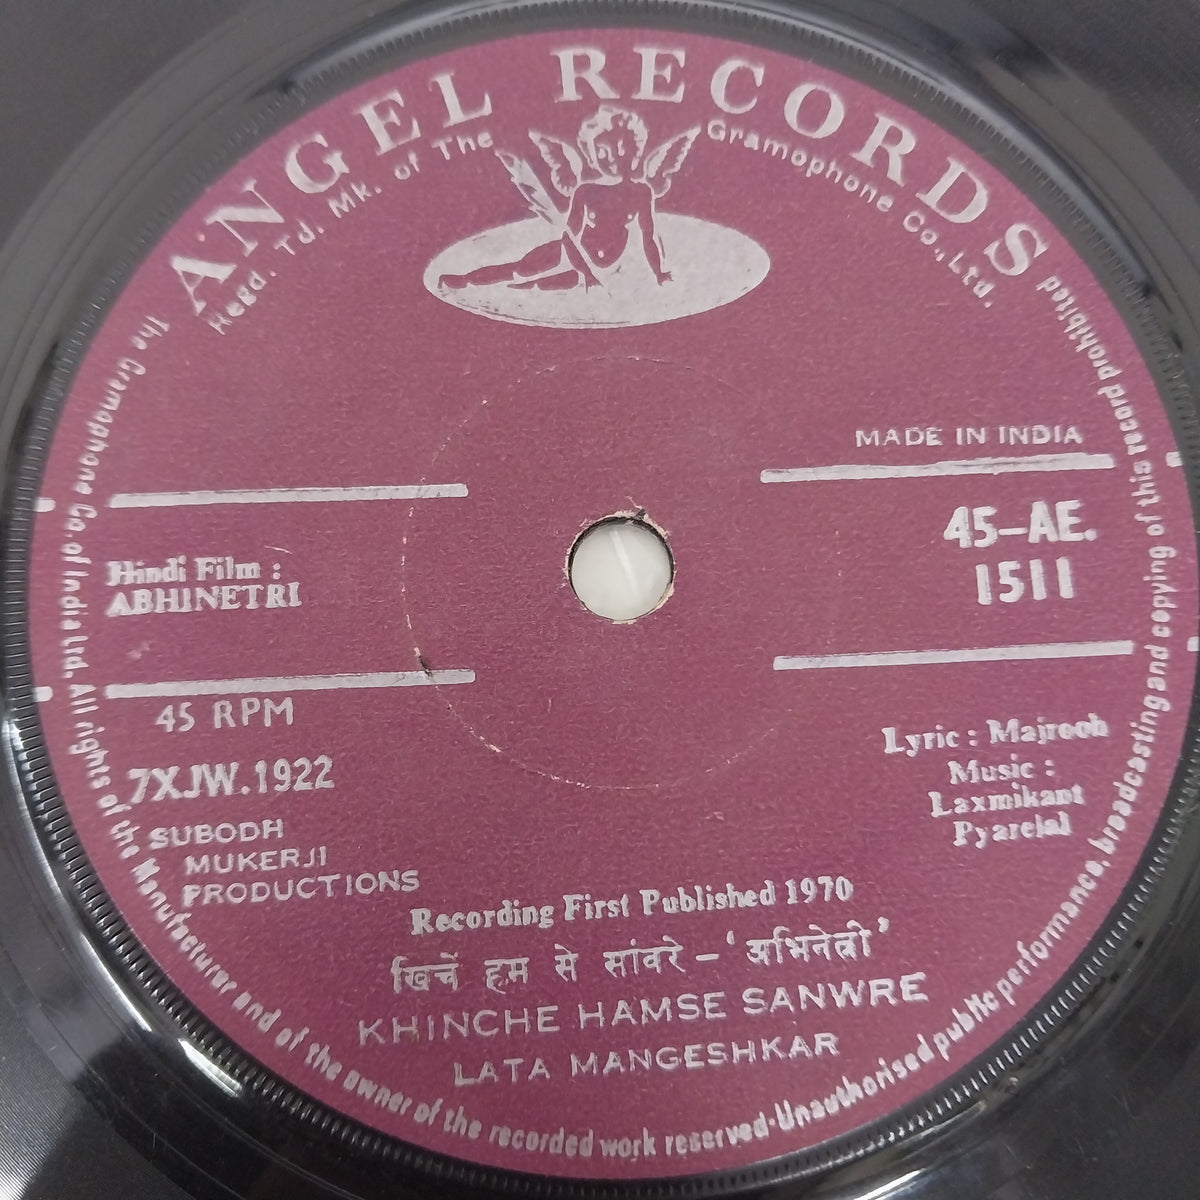 ANGEL RECORDS
Regd. Td. Mk. of The Gramophone Co., Ltd.
MADE IN INDIA
45-AE.
1511
Hindi Film :
ABHINETRI
45 RPM
7XJW.1922
SUBODH
MUKERJI
PRODUCTIONS
Lyric : Majrooh
Music :
Laxmikant
Pyarelal
Recording First Published 1970
खिचें हम से सांवरे – ‘अभिनेत्री’
KHINCHE HAMSE SANWRE
LATA MANGESHKAR
The Gramophone Co. of India Ltd. All rights of the Manufacturer and of the owner of the recorded work reserved·Unauthorised public performance, broadcasting and copying of this record prohibited